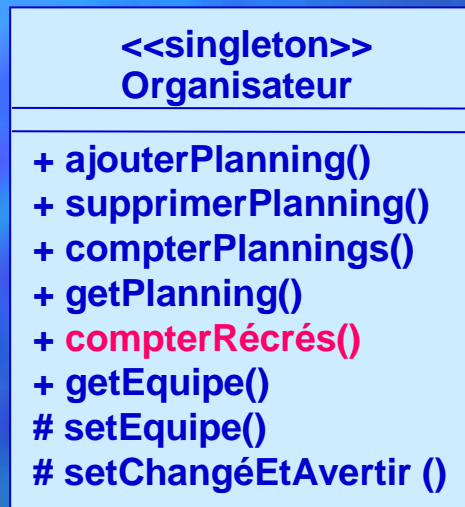 <<singleton>>
Organisateur
+ ajouterPlanning()
+ supprimerPlanning()
+ compterPlannings()
+ getPlanning()
+ compterRécrés()
+ getEquipe()
# setEquipe()
# setChangéEtAvertir ()